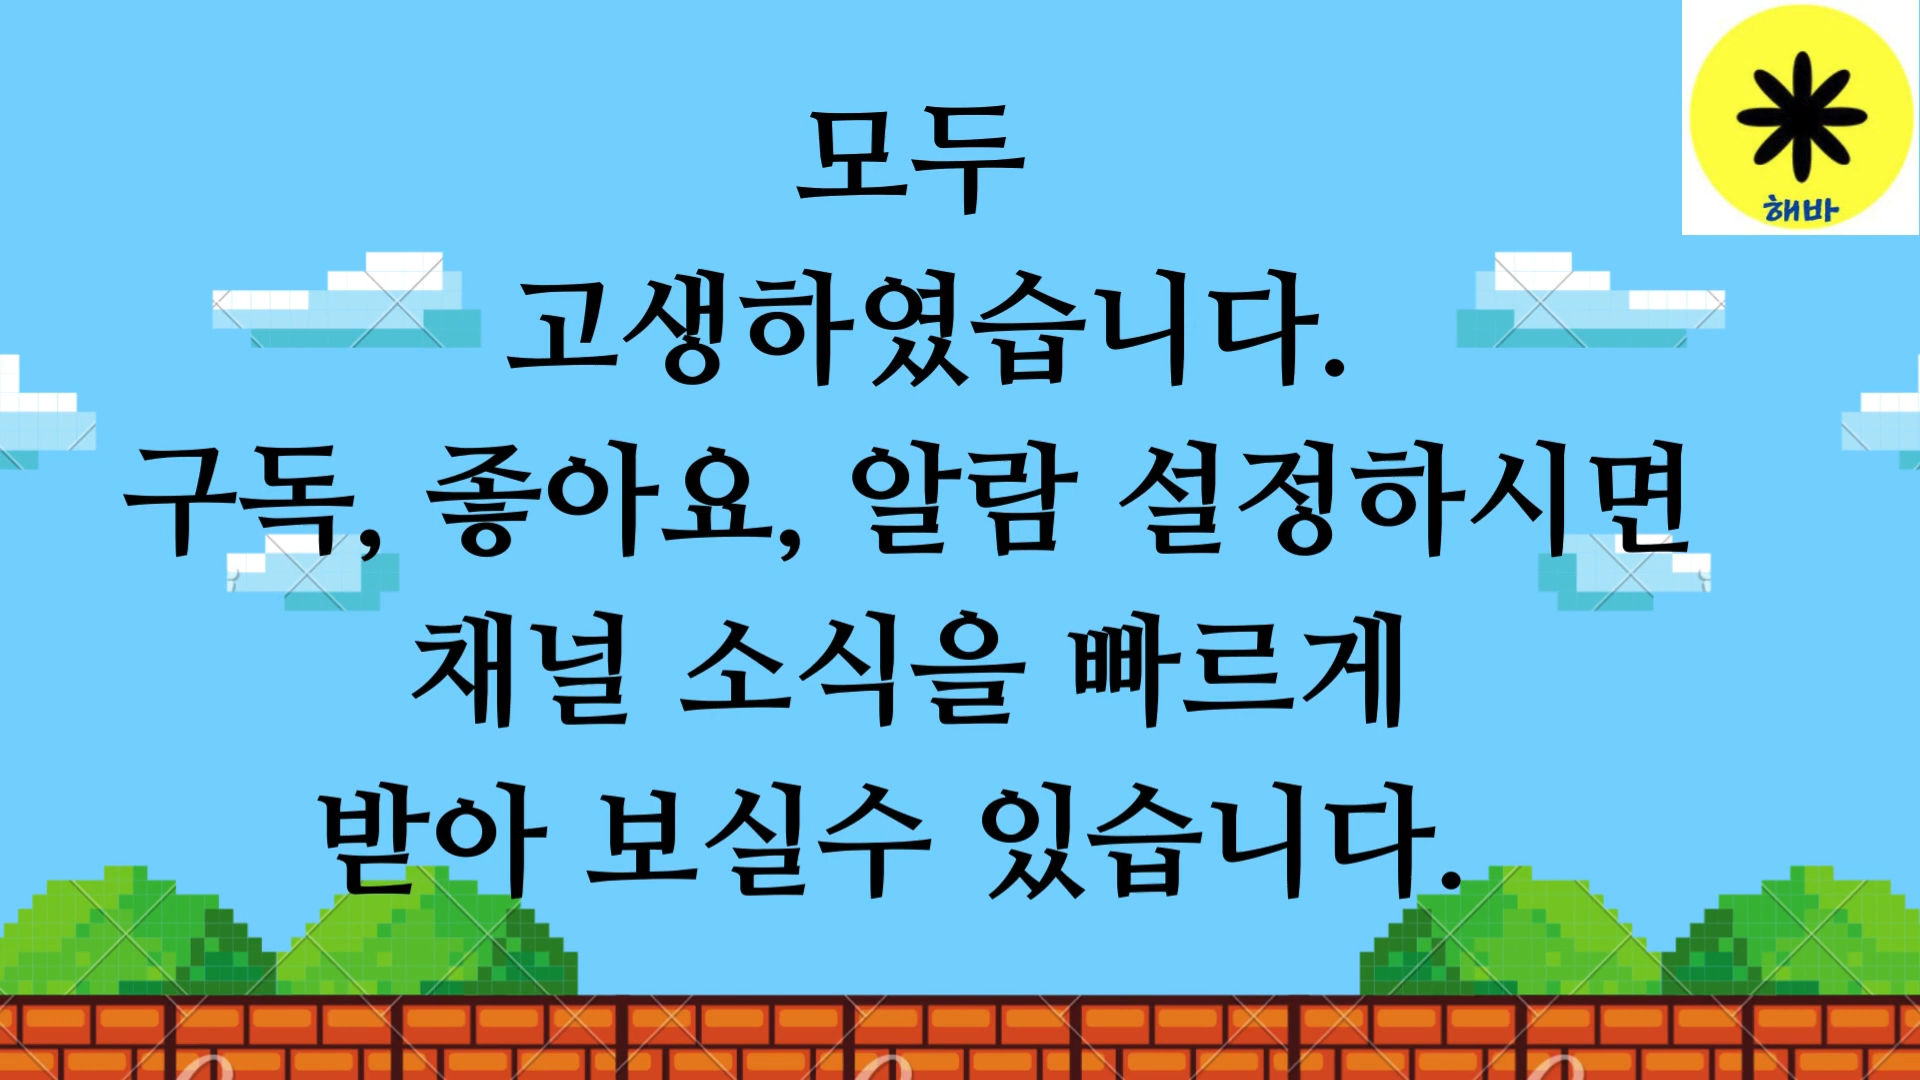 해바
모두
고생하였습니다.
구독, 좋아요, 알람 설정하시면
채널 소식을 빠르게
받아 보실수 있습니다.